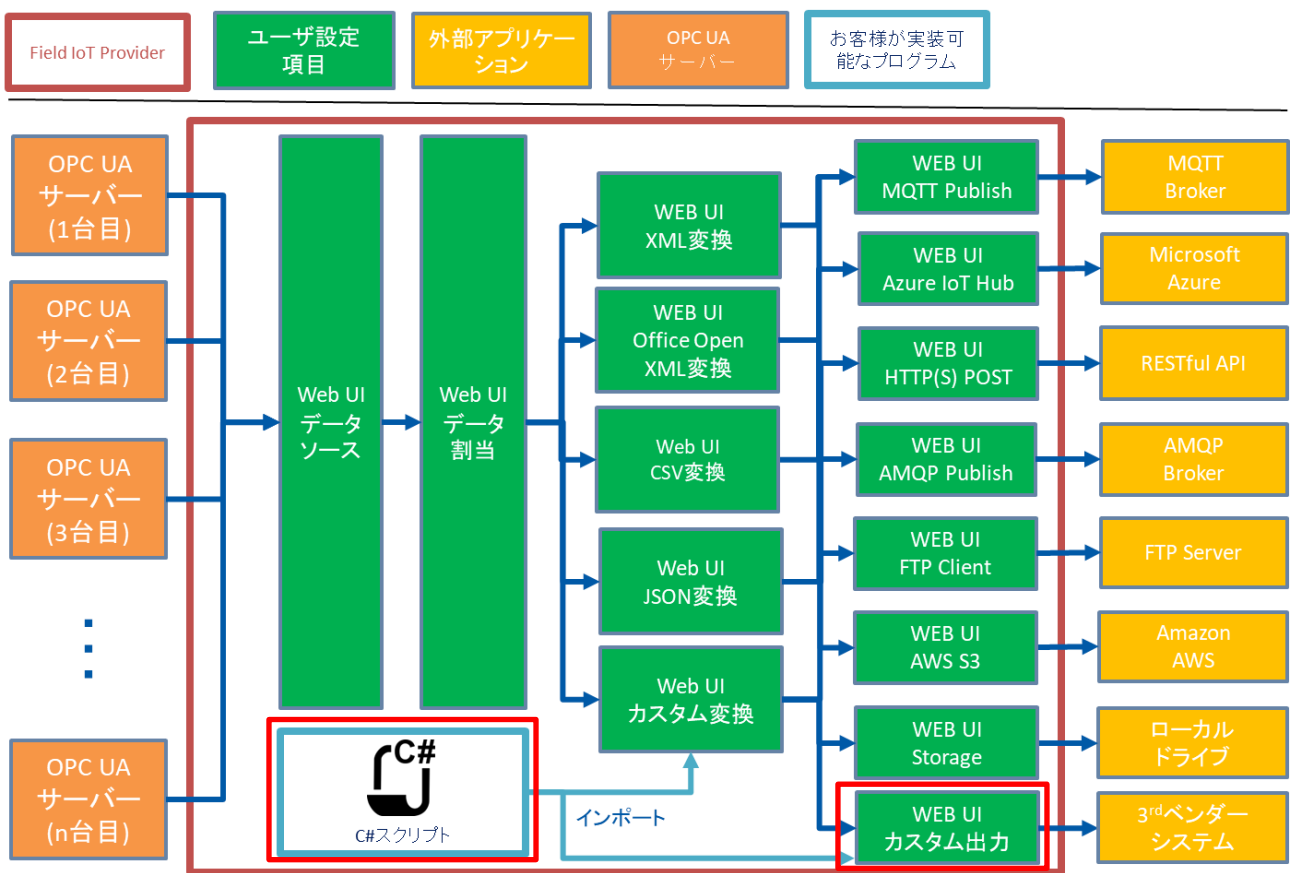 Field IoT Provider
ユーザ設定
項目
外部アプリケー
ション
OPC UA
サーバー
お客様が実装可
能なプログラム
OPC UA
サーバー
(1台目)
OPC UA
サーバー
(2台目)
OPC UA
サーバー
(3台目)
OPC UA
サーバー
(n台目)
Web UI
データ
ソース
Web UI
データ
割当
WEB UI
XML変換
WEB UI
Office Open
XML変換
Web UI
CSV変換
Web UI
JSON変換
Web UI
カスタム変換
C#
C#スクリプト
インポート
WEB UI
MQTT Publish
WEB UI
Azure IoT Hub
WEB UI
HTTP(S) POST
WEB UI
AMQP Publish
WEB UI
FTP Client
WEB UI
AWS S3
WEB UI
Storage
WEB UI
カスタム出力
MQTT
Broker
Microsoft
Azure
RESTful API
AMQP
Broker
FTP Server
Amazon
AWS
ローカル
ドライブ
3rdベンダー
システム